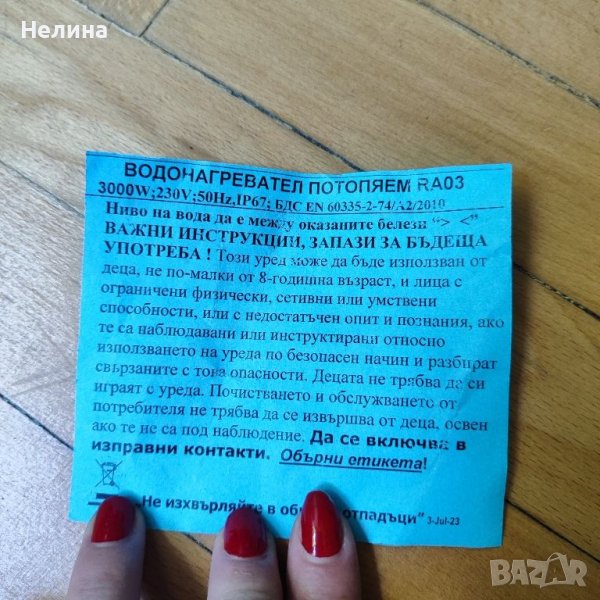 Нелина
ВОДОНАГРЕВАТЕЛ ПОТОПЯЕМ RA03
3000W;230V;50Hz,IP67; БДС EN 60335-2-74/A2/2010
Ниво на вода да е между оказаните белези “> <”
ВАЖНИ ИНСТРУКЦИИ, ЗАПАЗИ ЗА БЪДЕЩА
УПОТРЕБА ! Този уред може да бъде използван от
деца, не по-малки от 8-годишна възраст, и лица с
ограничени физически, сетивни или умствени
способности, или с недостатъчен опит и познания, ако
те са наблюдавани или инструктирани относно
използването на уреда по безопасен начин и разбират
свързаните с това опасности. Децата не трябва да си
играят с уреда. Почистването и обслужването от
потребителя не трябва да се извършва от деца, освен
ако те не са под наблюдение. Да се включва в
изправни контакти. Обърни етикета!
„Не изхвърляйте в отпадъци” 3-Jul-23
BAZAR